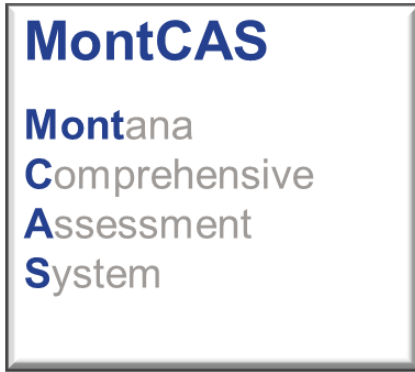 MontCAS
Montana
Comprehensive
Assessment
System